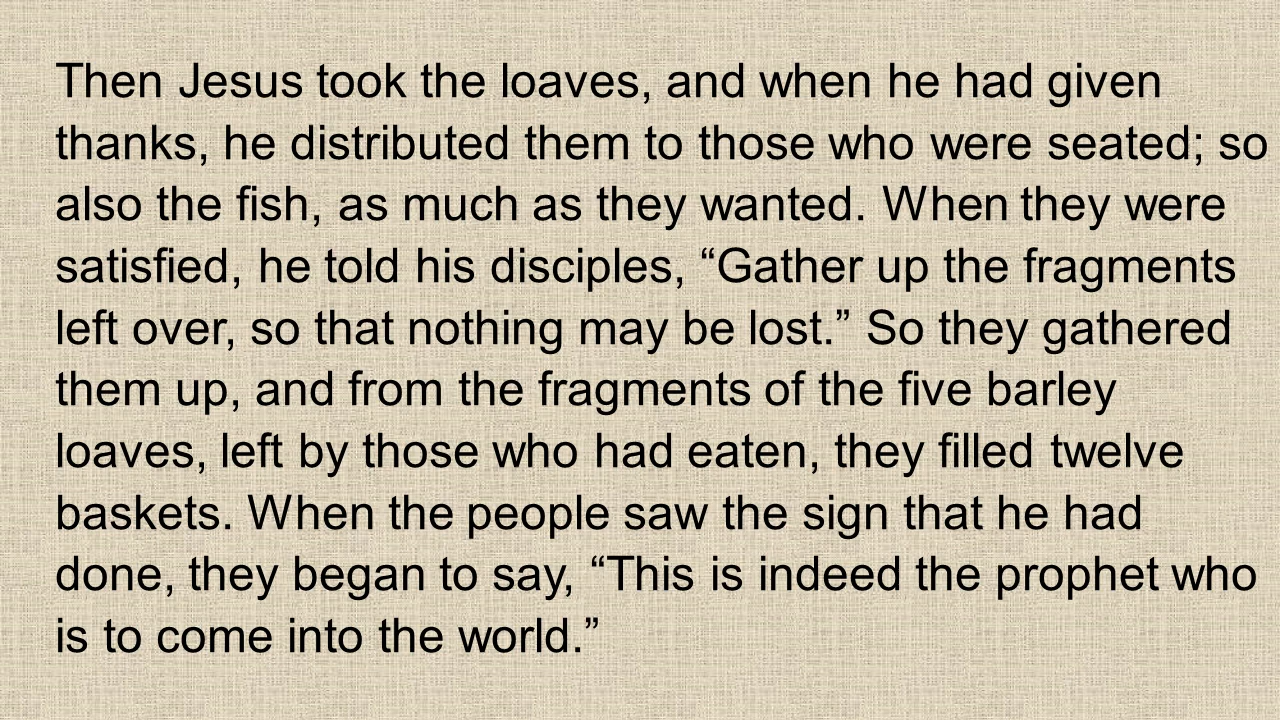 Then Jesus took the loaves, and when he had given
thanks, he distributed them to those who were seated; so
also the fish, as much as they wanted. When they were
satisfied, he told his disciples, “Gather up the fragments
left over, so that nothing may be lost.” So they gathered
them up, and from the fragments of the five barley
loaves, left by those who had eaten, they filled twelve
baskets. When the people saw the sign that he had
done, they began to say, “This is indeed the prophet who
is to come into the world.”